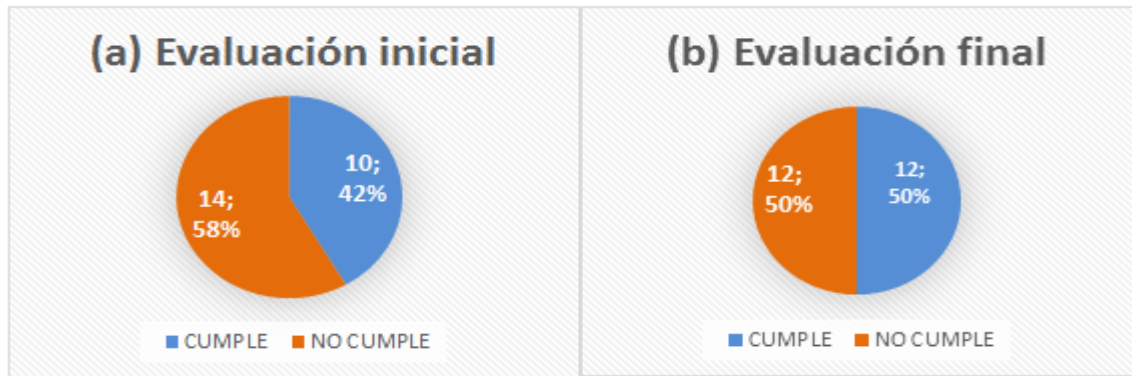 (a) Evaluación inicial
10;
42%
14;
58%
CUMPLE NO CUMPLE
(b) Evaluación final
12;
50%
12;
50%
CUMPLE NO CUMPLE